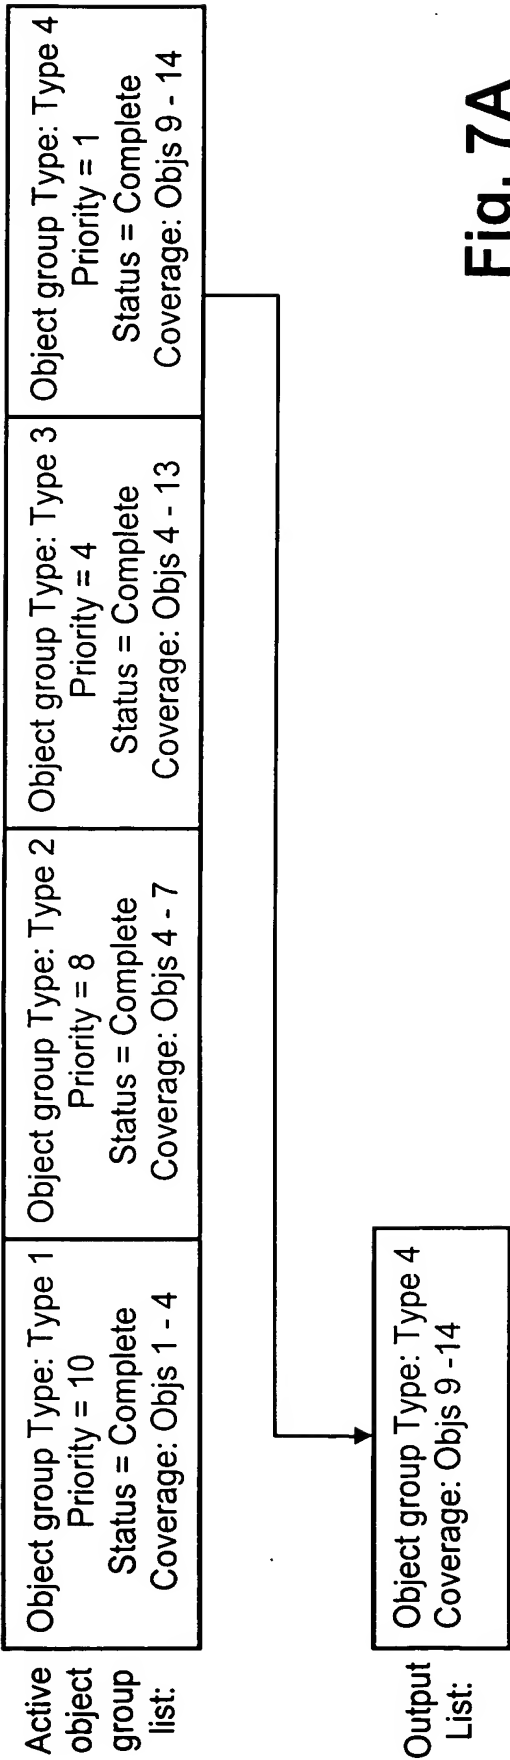 Active
object
group
list:
Object group Type: Type 1
Priority = 10
Status = Complete
Coverage: Objs 1 - 4
Object group Type: Type 2
Priority = 8
Status = Complete
Coverage: Objs 4 - 7
Object group Type: Type 3
Priority = 4
Status = Complete
Coverage: Objs 4 - 13
Object group Type: Type 4
Priority = 1
Status = Complete
Coverage: Objs 9 - 14
Output
List:
Object group Type: Type 4
Coverage: Objs 9 -14
Fig. 7A